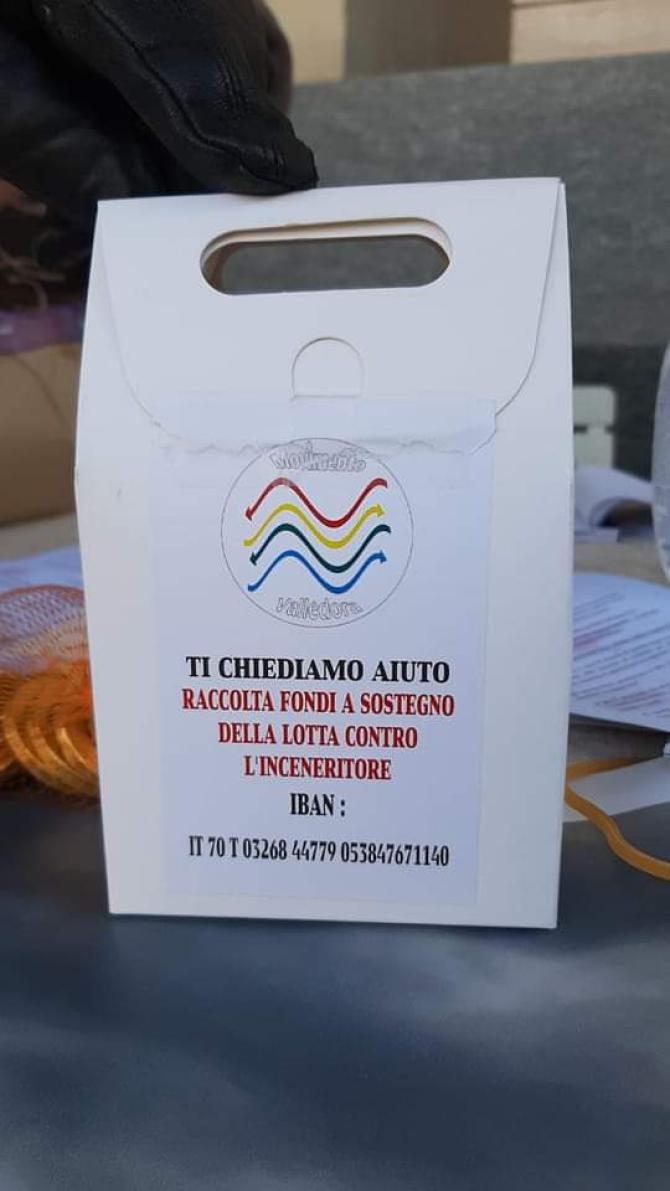 Movimento
Valledora
TI CHIEDIAMO AIUTO
RACCOLTA FONDI A SOSTEGNO
DELLA LOTTA CONTRO
L'INCENERITORE
IBAN :
IT 70 T 03268 44779 053847671140